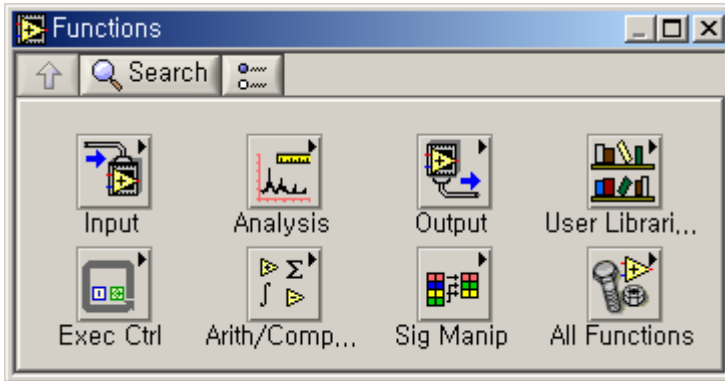 Functions
Search
Input
Analysis
Output
User Librari,,,
Exec Ctrl
Arith/Comp,,,
Sig Manip
All Functions